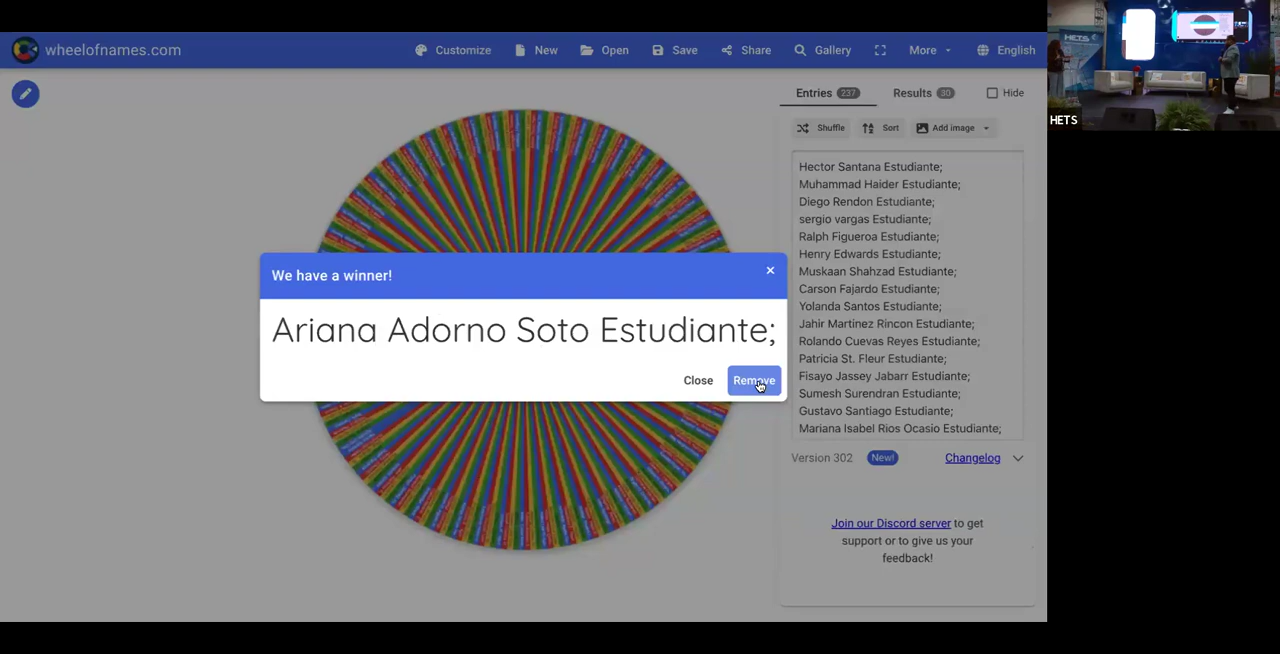 wheelofnames.com
Customize
New
Open
Save
Share
Gallery
More
English
Entries 237
Results 30
Hide
Shuffle
Sort
Add image
Hector Santana Estudiante;
Muhammad Haider Estudiante;
Diego Rendon Estudiante;
sergio vargas Estudiante;
Ralph Figueroa Estudiante;
Henry Edwards Estudiante;
Muskaan Shahzad Estudiante;
Carson Fajardo Estudiante;
Yolanda Santos Estudiante;
Jahir Martinez Rincon Estudiante;
Rolando Cuevas Reyes Estudiante;
Patricia St. Fleur Estudiante;
Fisayo Jassey Jabarr Estudiante;
Sumesh Surendran Estudiante;
Gustavo Santiago Estudiante;
Mariana Isabel Rios Ocasio Estudiante;
We have a winner!
×
Ariana Adorno Soto Estudiante;
Close
Remove
Version 302
New!
Changelog
Join our Discord server to get
support or to give us your
feedback!
HETS